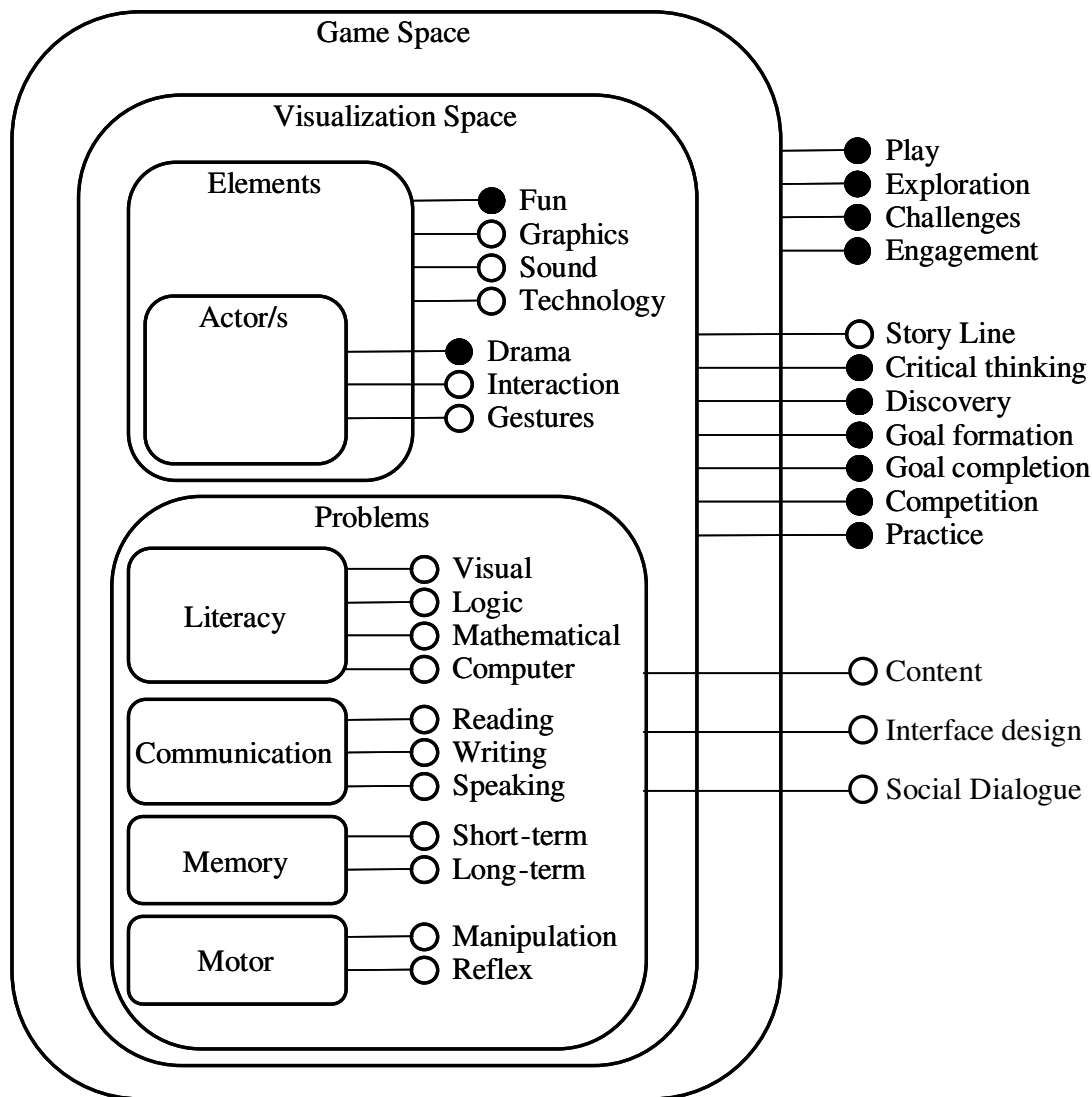 Game Space
Visualization Space
Elements
Fun
Graphics
Sound
Technology
Actor/s
Drama
Interaction
Gestures
Play
Exploration
Challenges
Engagement
Story Line
Critical thinking
Discovery
Goal formation
Goal completion
Competition
Practice
Problems
Literacy
Visual
Logic
Mathematical
Computer
Communication
Reading
Writing
Speaking
Memory
Short-term
Long-term
Motor
Manipulation
Reflex
Content
Interface design
Social Dialogue